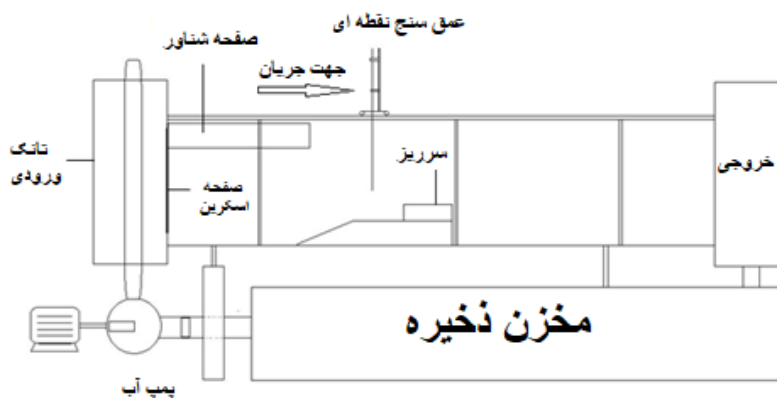 عمق سنج نقطه ای
صفحه شناور
جهت جریان
تانک
ورودی
صفحه
اسکرین
سرریز
خروجی
مخزن ذخیره
پمپ آب